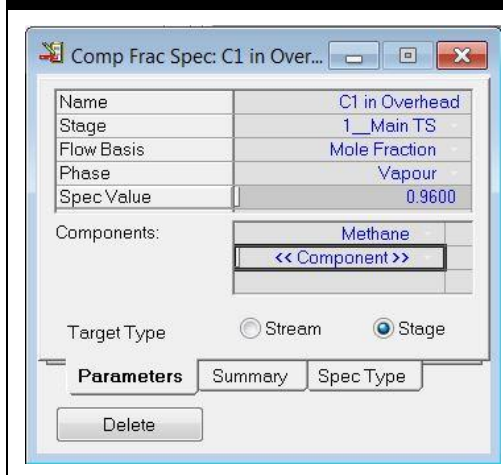 Comp Frac Spec: C1 in Over...
Name C1 in Overhead
Stage 1__Main TS
Flow Basis Mole Fraction
Phase Vapour
Spec Value 0.9600
Components: Methane
<< Component >>
Target Type Stream Stage
Parameters Summary Spec Type
Delete